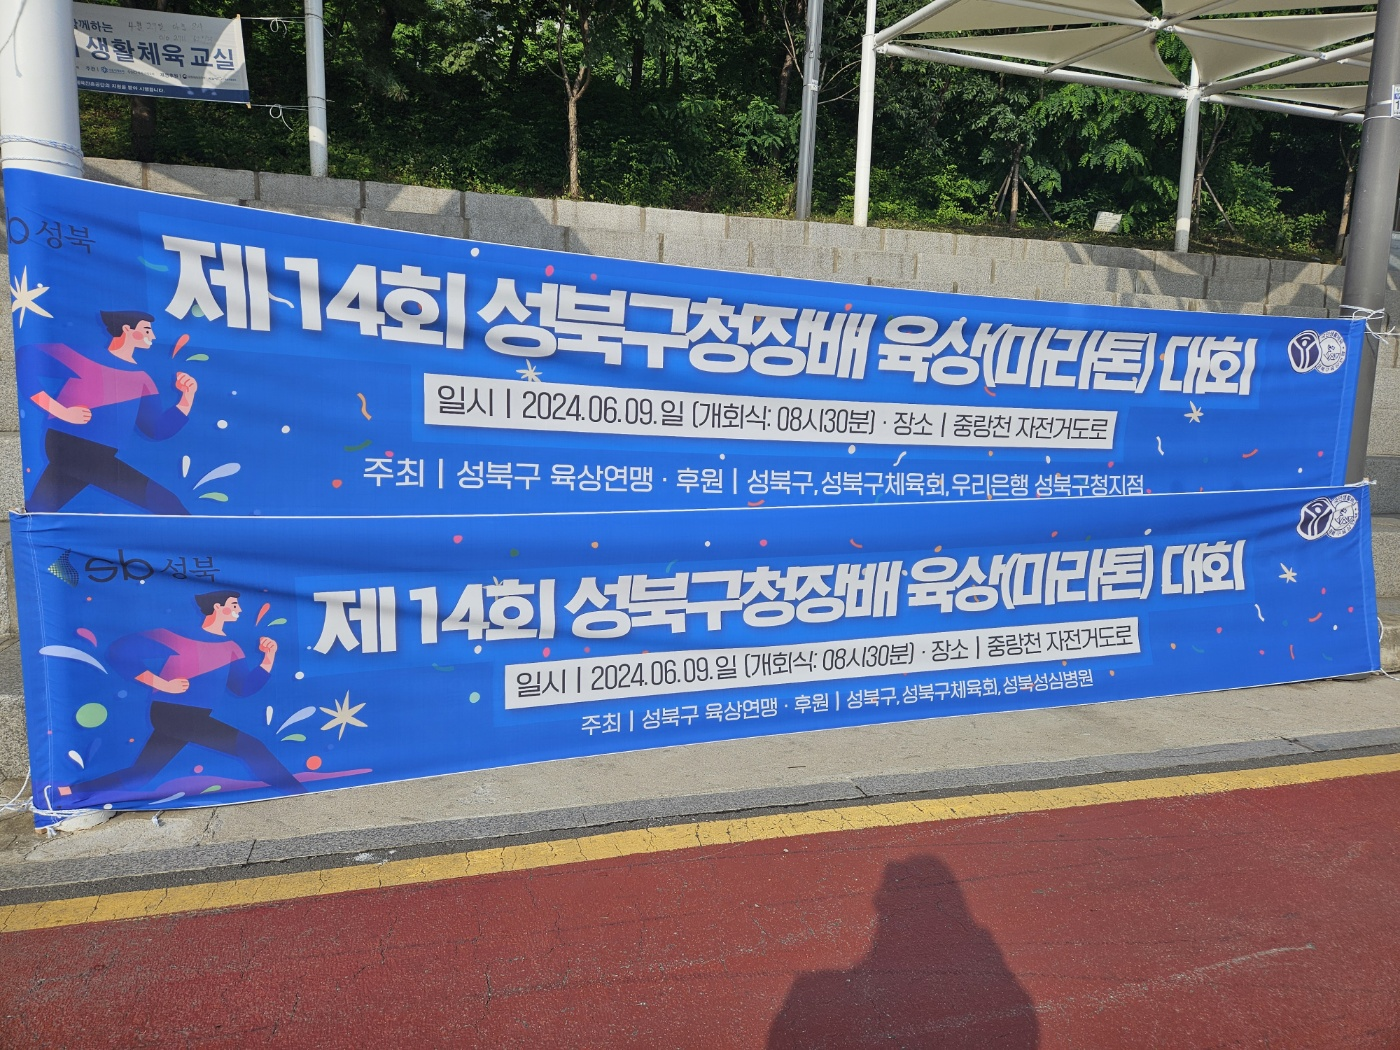 생활체육교실
성북
제14회 성북구청장배 육상(마라톤) 대회
일시 | 2024.06.09.일 (개회식: 08시30분) · 장소 | 중랑천 자전거도로
주최 | 성북구 육상연맹 · 후원 | 성북구, 성북구체육회, 우리은행 성북구청지점
sb 성북
제14회 성북구청장배 육상(마라톤) 대회
일시 | 2024.06.09.일 (개회식: 08시30분) · 장소 | 중랑천 자전거도로
주최 | 성북구 육상연맹 · 후원 | 성북구, 성북구체육회, 성북성심병원